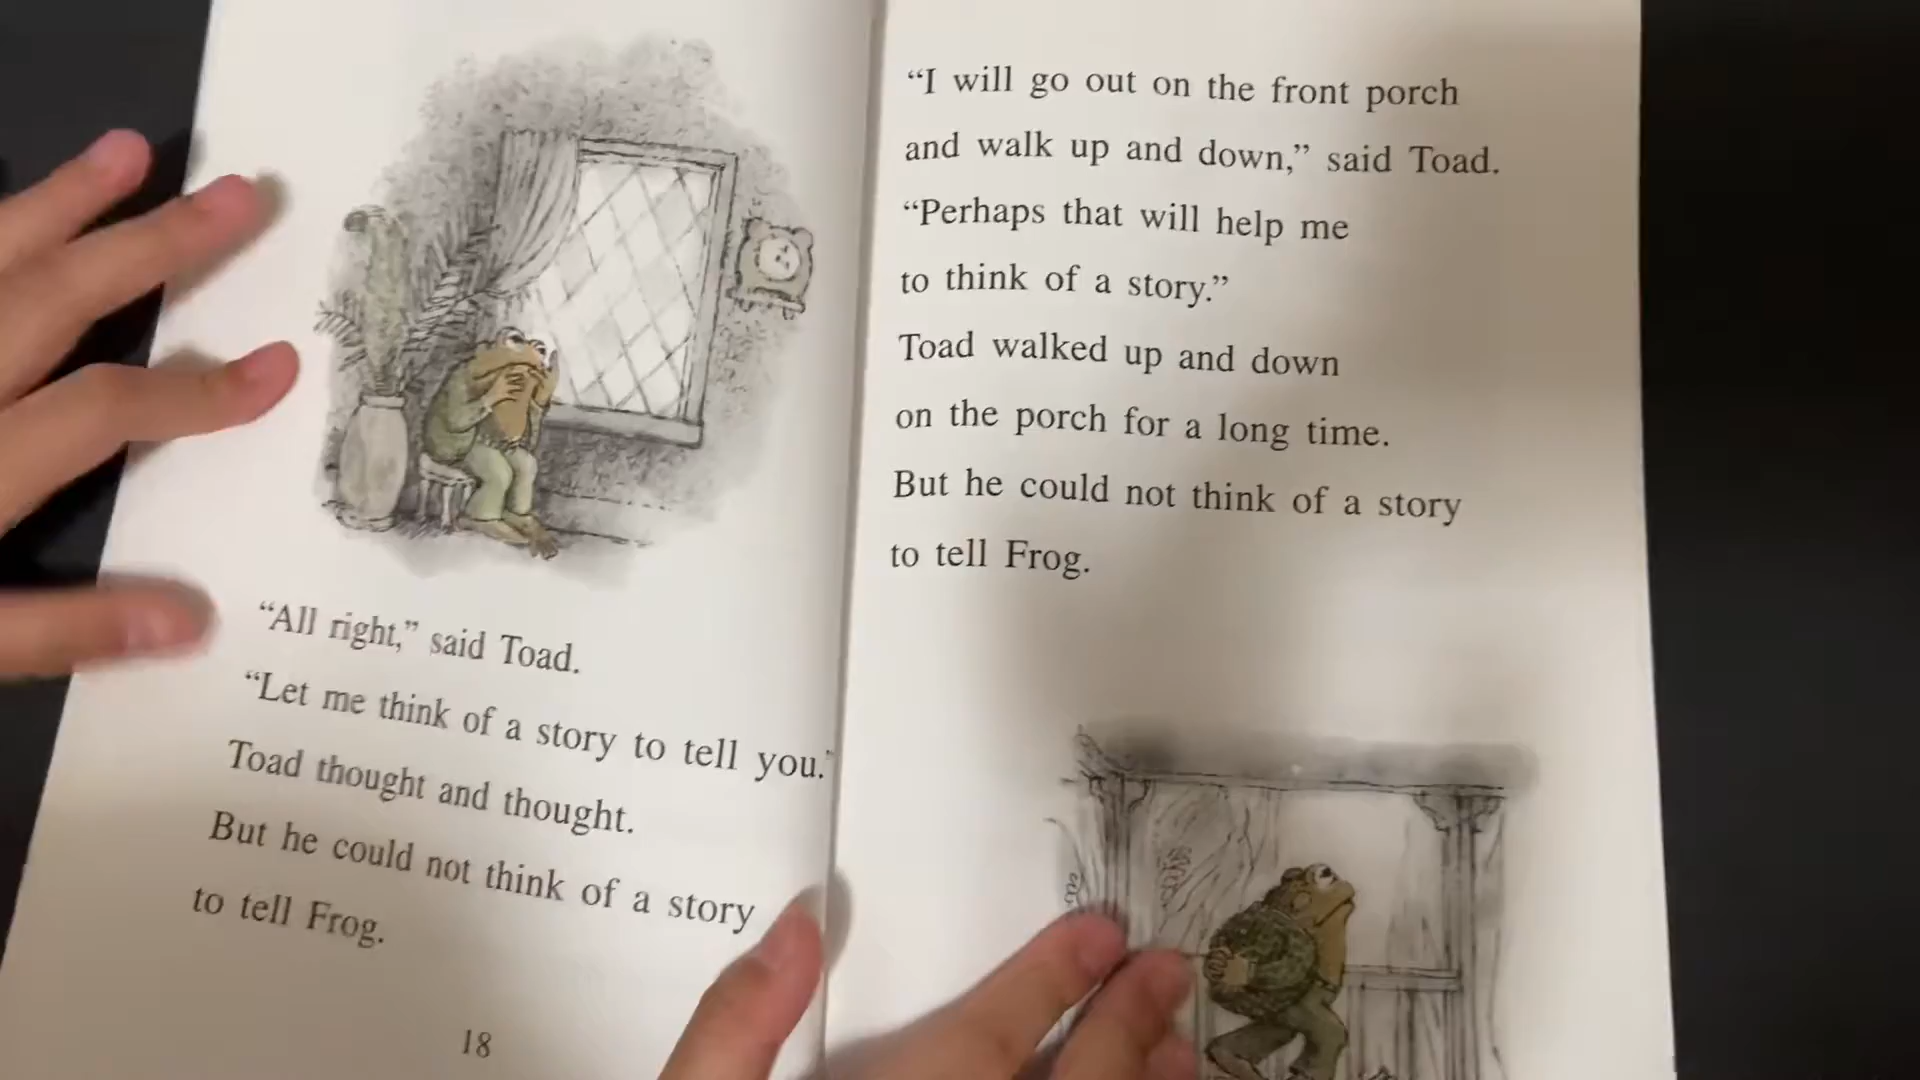 “All right,” said Toad.
“Let me think of a story to tell you.”
Toad thought and thought.
But he could not think of a story
to tell Frog.
18
“I will go out on the front porch
and walk up and down,” said Toad.
“Perhaps that will help me
to think of a story.”
Toad walked up and down
on the porch for a long time.
But he could not think of a story
to tell Frog.